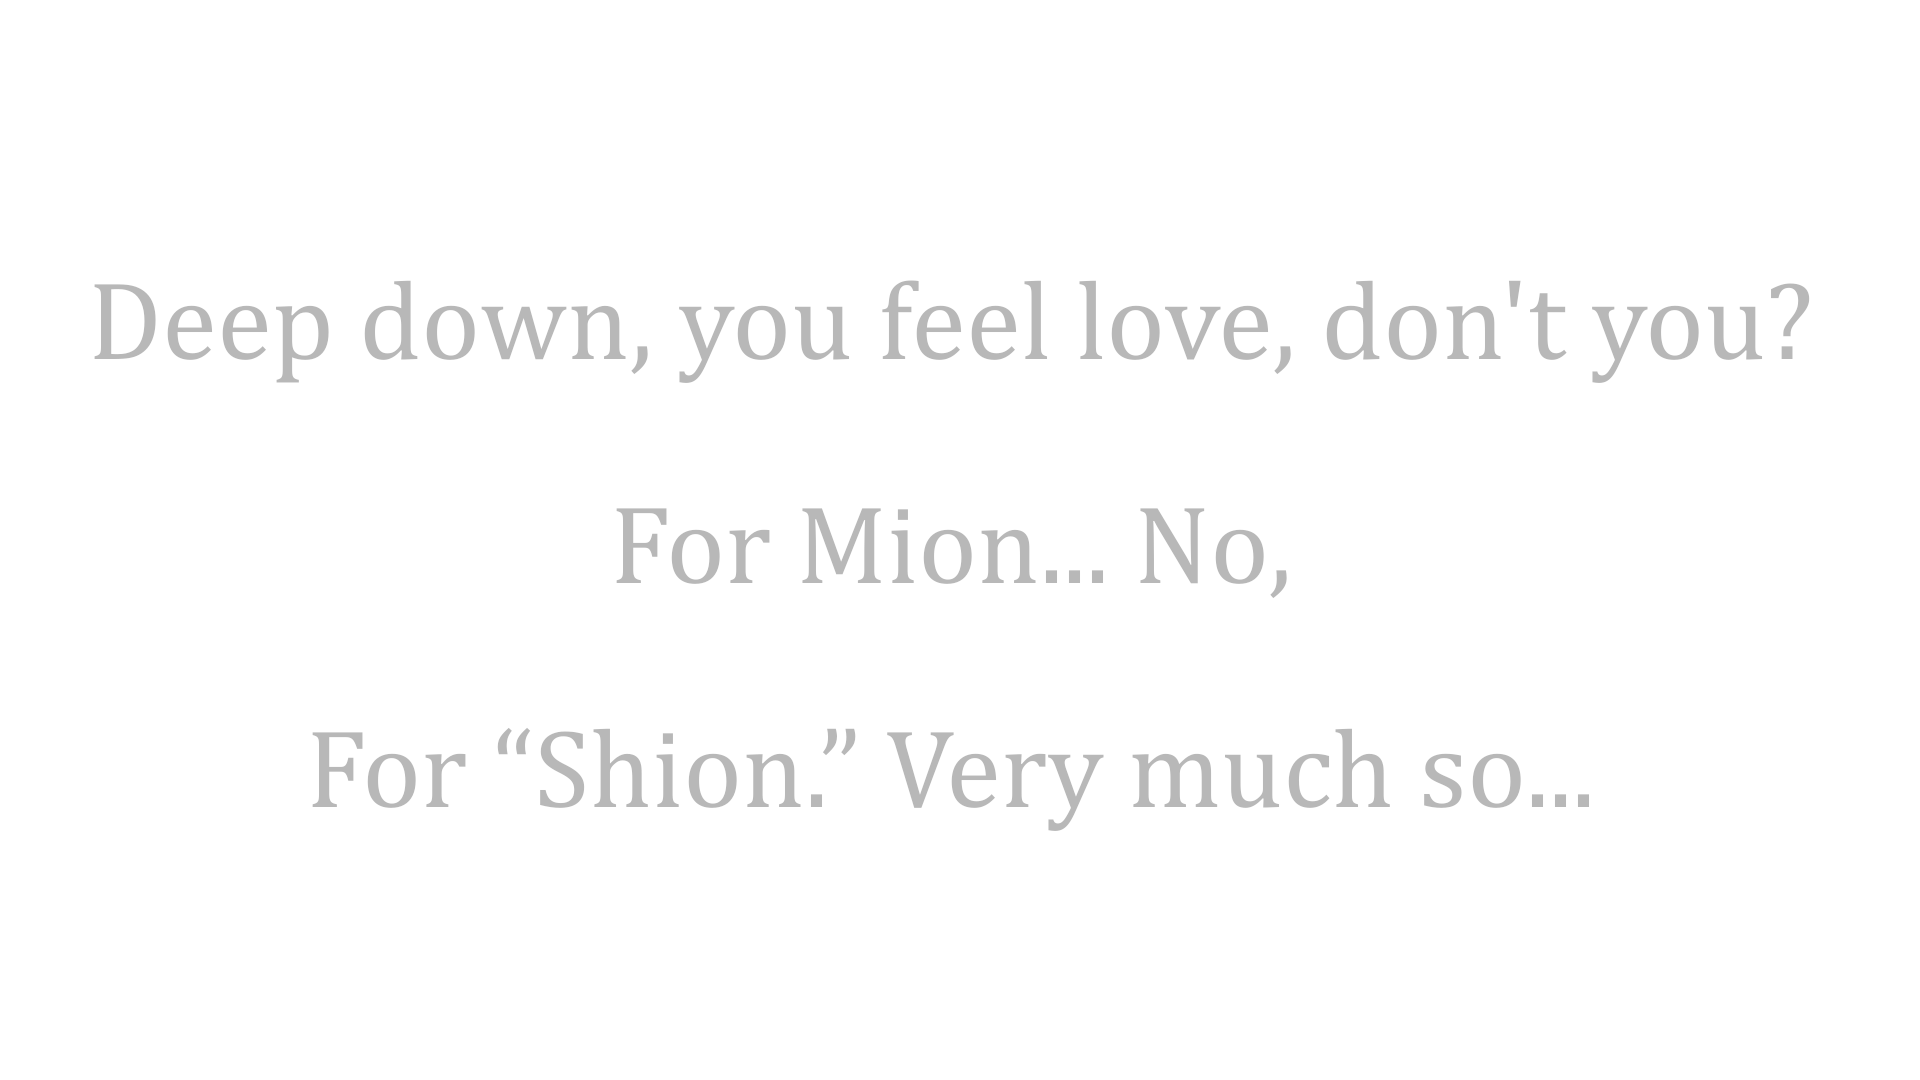 Deep down, you feel love, don't you?
For Mion... No,
For “Shion.” Very much so...